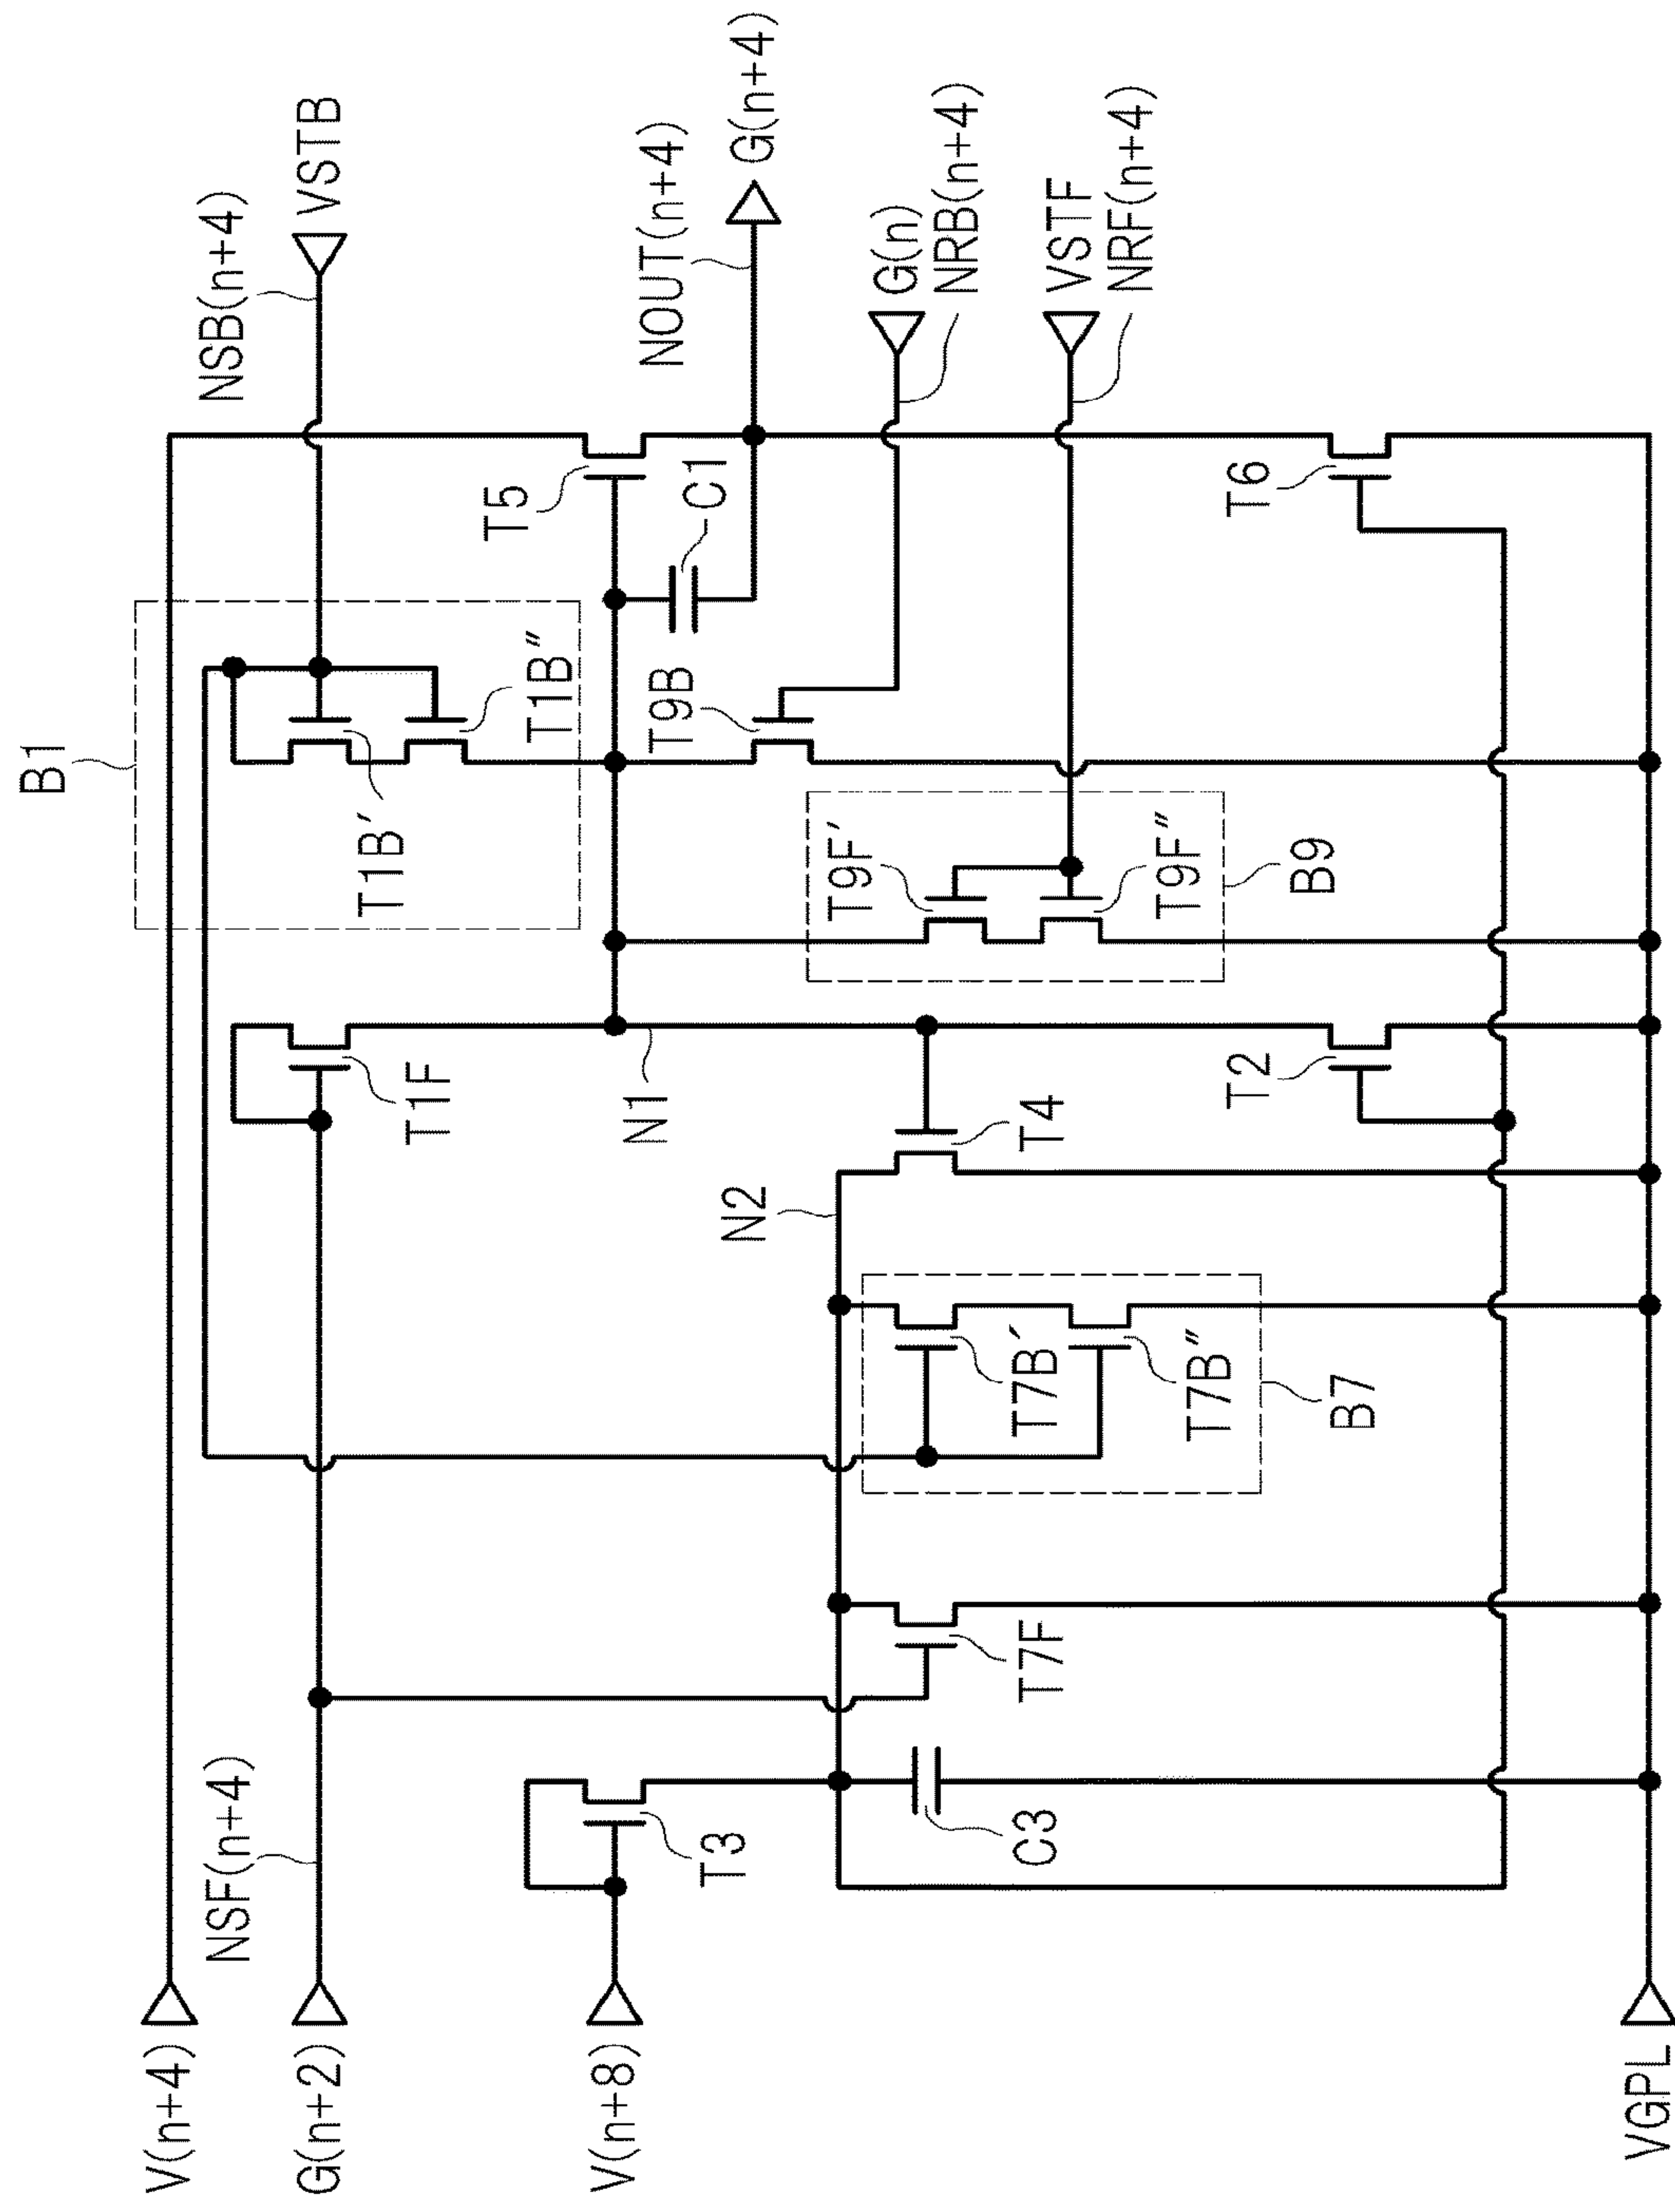 V(n+4)
NSF(n+4)
G(n+2)
V(n+8)
VGPL
B1
NSB(n+4)
VSTB
NOUT(n+4)
G(n+4)
G(n)
NRB(n+4)
VSTF
NRF(n+4)
T1F
T1B′
T1B″
T5
C1
T9B
N1
T9F′
T9F″
B9
T6
T2
T4
N2
T7B′
T7B″
B7
T7F
T3
C3